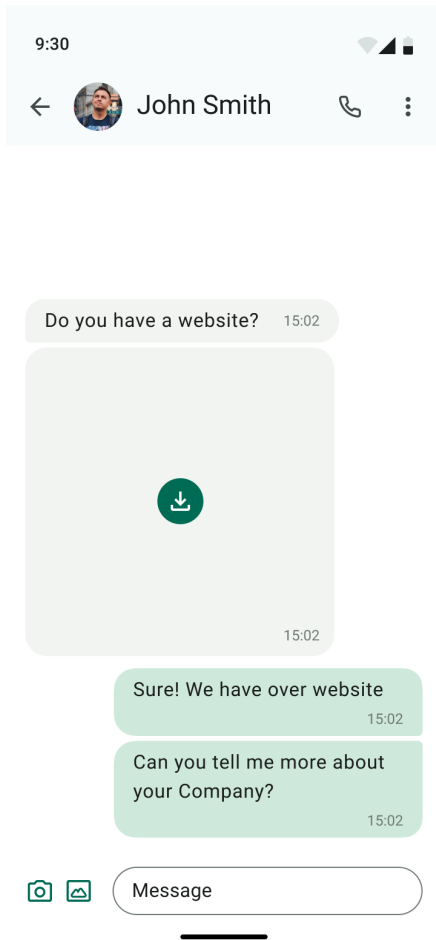 9:30
John Smith
Do you have a website? 15:02
15:02
Sure! We have over website
15:02
Can you tell me more about
your Company?
15:02
Message